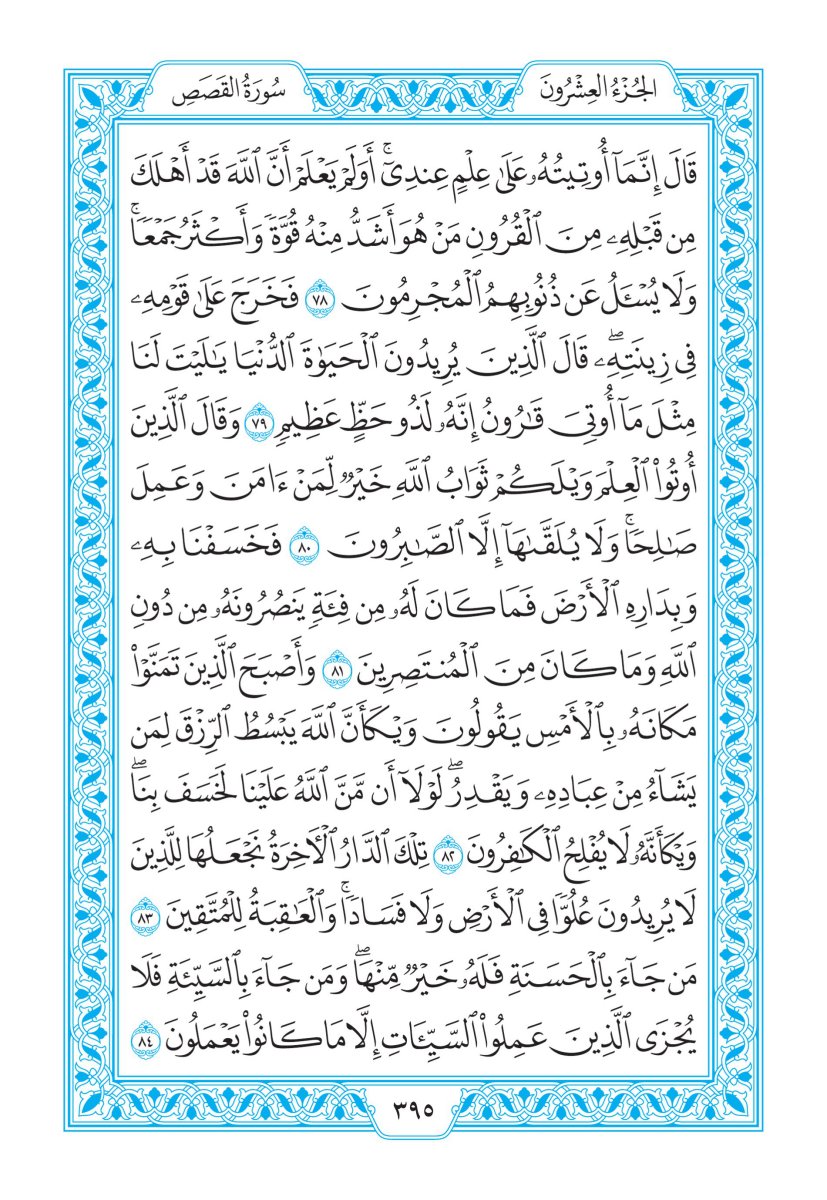 الجُزْءُ العِشْرُونَ
سُورَةُ القَصَصِ
قَالَ إِنَّمَآ أُوتِيتُهُۥ عَلَىٰ عِلْمٍ عِندِىٓۚ أَوَلَمْ يَعْلَمْ أَنَّ ٱللَّهَ قَدْ أَهْلَكَ
مِن قَبْلِهِۦ مِنَ ٱلْقُرُونِ مَنْ هُوَ أَشَدُّ مِنْهُ قُوَّةً وَأَكْثَرُ جَمْعًاۚ
وَلَا يُسْـَٔلُ عَن ذُنُوبِهِمُ ٱلْمُجْرِمُونَ ٧٨ فَخَرَجَ عَلَىٰ قَوْمِهِۦ
فِى زِينَتِهِۦۖ قَالَ ٱلَّذِينَ يُرِيدُونَ ٱلْحَيَوٰةَ ٱلدُّنْيَا يَـٰلَيْتَ لَنَا
مِثْلَ مَآ أُوتِىَ قَـٰرُونُ إِنَّهُۥ لَذُو حَظٍّ عَظِيمٍ ٧٩ وَقَالَ ٱلَّذِينَ
أُوتُوا۟ ٱلْعِلْمَ وَيْلَكُمْ ثَوَابُ ٱللَّهِ خَيْرٌ لِّمَنْ ءَامَنَ وَعَمِلَ
صَـٰلِحًاۚ وَلَا يُلَقَّىٰهَآ إِلَّا ٱلصَّـٰبِرُونَ ٨٠ فَخَسَفْنَا بِهِۦ
وَبِدَارِهِ ٱلْأَرْضَ فَمَا كَانَ لَهُۥ مِن فِئَةٍ يَنصُرُونَهُۥ مِن دُونِ
ٱللَّهِ وَمَا كَانَ مِنَ ٱلْمُنتَصِرِينَ ٨١ وَأَصْبَحَ ٱلَّذِينَ تَمَنَّوْا۟
مَكَانَهُۥ بِٱلْأَمْسِ يَقُولُونَ وَيْكَأَنَّ ٱللَّهَ يَبْسُطُ ٱلرِّزْقَ لِمَن
يَشَآءُ مِنْ عِبَادِهِۦ وَيَقْدِرُۖ لَوْلَآ أَن مَّنَّ ٱللَّهُ عَلَيْنَا لَخَسَفَ بِنَاۖ
وَيْكَأَنَّهُۥ لَا يُفْلِحُ ٱلْكَـٰفِرُونَ ٨٢ تِلْكَ ٱلدَّارُ ٱلْـَٔاخِرَةُ نَجْعَلُهَا لِلَّذِينَ
لَا يُرِيدُونَ عُلُوًّا فِى ٱلْأَرْضِ وَلَا فَسَادًاۚ وَٱلْعَـٰقِبَةُ لِلْمُتَّقِينَ ٨٣
مَن جَآءَ بِٱلْحَسَنَةِ فَلَهُۥ خَيْرٌ مِّنْهَاۖ وَمَن جَآءَ بِٱلسَّيِّئَةِ فَلَا
يُجْزَى ٱلَّذِينَ عَمِلُوا۟ ٱلسَّيِّـَٔاتِ إِلَّا مَا كَانُوا۟ يَعْمَلُونَ ٨٤
٣٩٥